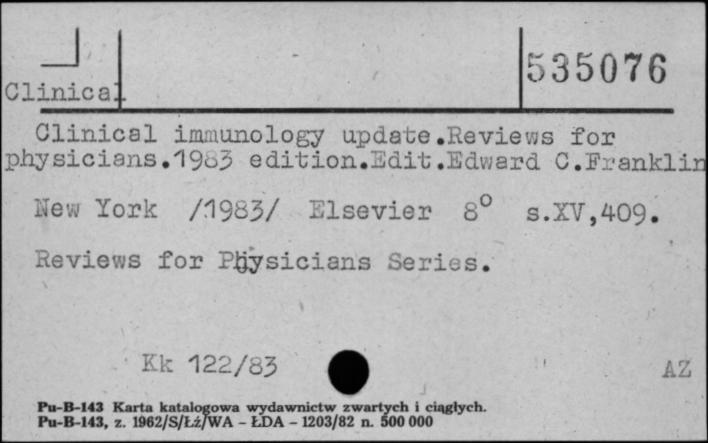 535076
Clinical
Clinical immunology update.Reviews for
physicians.1983 edition.Edit.Edward C.Franklin
New York /1983/ Elsevier 8° s.XV,409.
Reviews for Physicians Series.
Kk 122/83
AZ
Pu-B-143 Karta katalogowa wydawnictw zwartych i ciągłych.
Pu-B-143, z. 1962/S/Łź/WA - ŁDA - 1203/82 n. 500 000